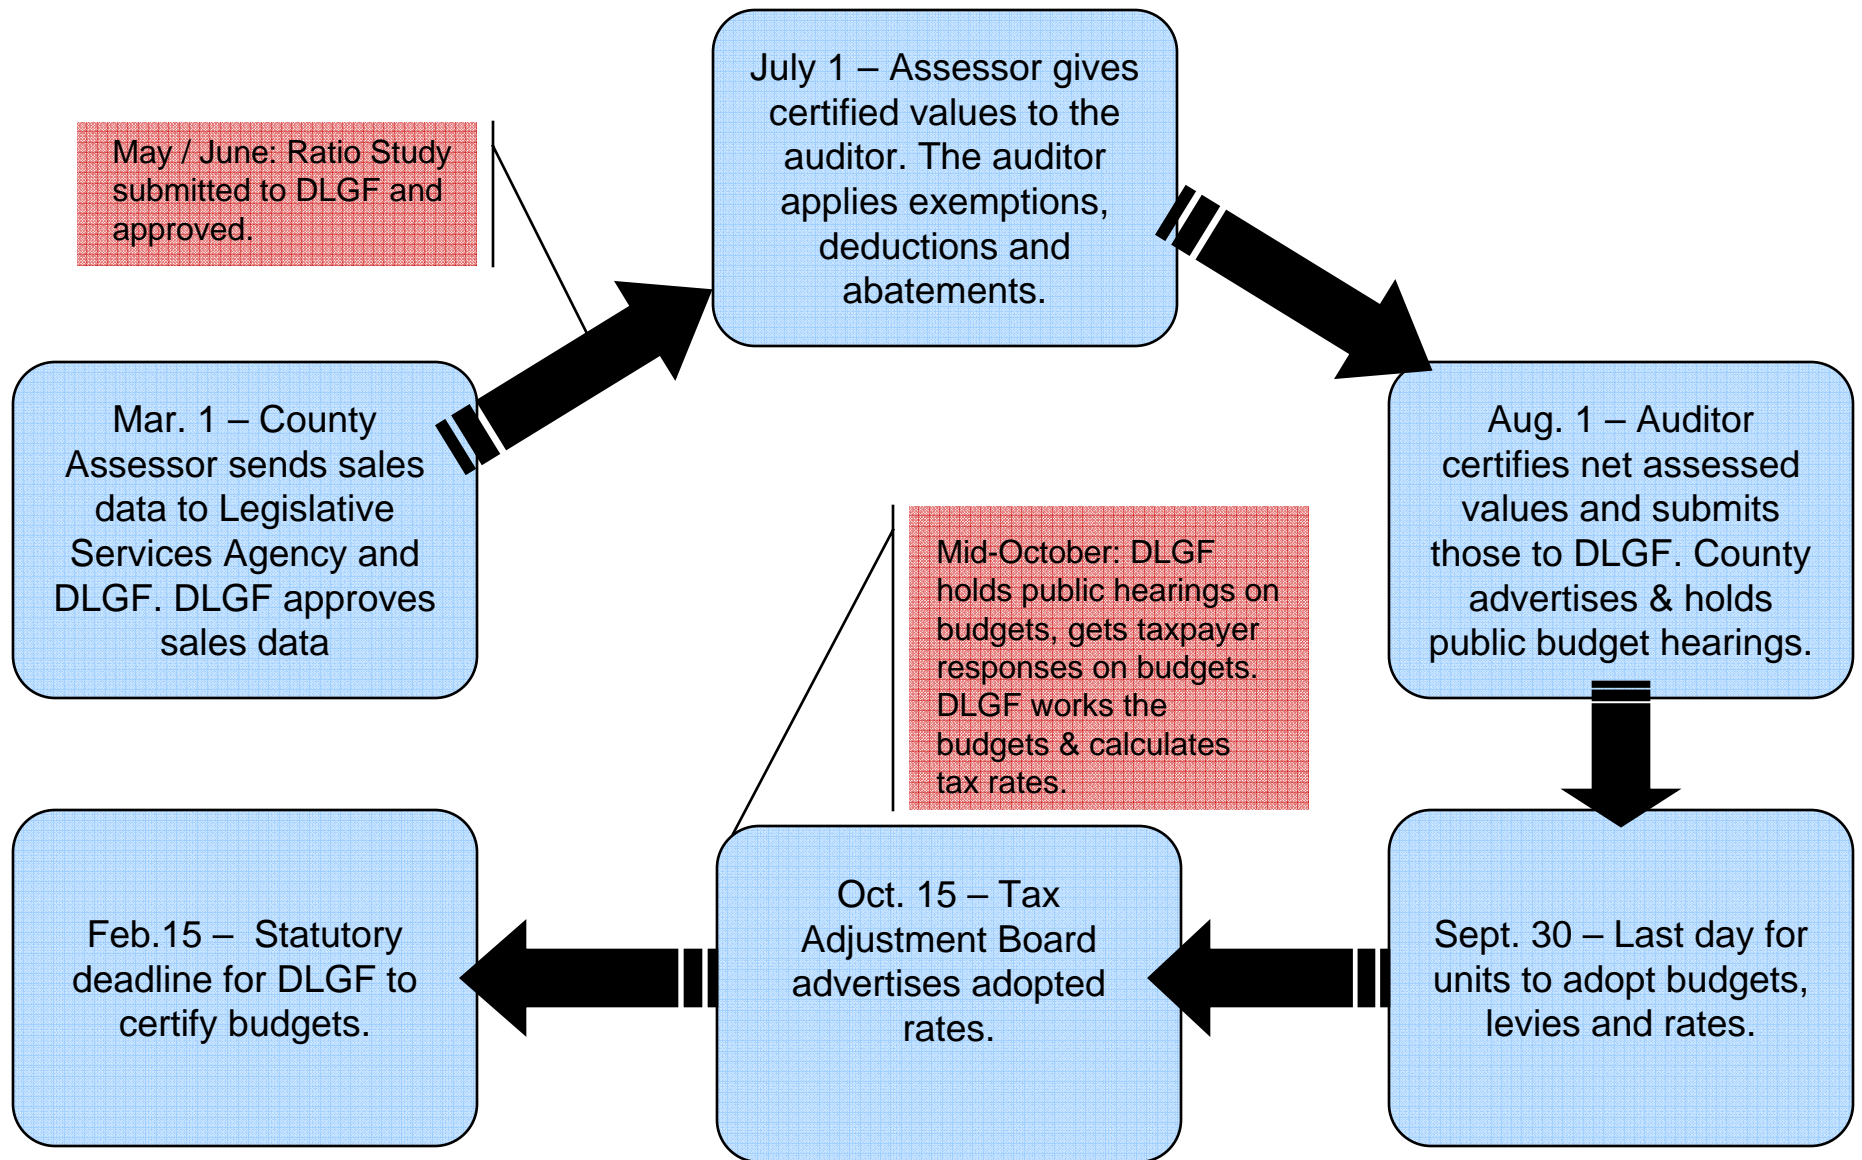 May / June: Ratio Study
submitted to DLGF and
approved.
July 1 – Assessor gives
certified values to the
auditor. The auditor
applies exemptions,
deductions and
abatements.
Mar. 1 – County
Assessor sends sales
data to Legislative
Services Agency and
DLGF. DLGF approves
sales data
Aug. 1 – Auditor
certifies net assessed
values and submits
those to DLGF. County
advertises & holds
public budget hearings.
Mid-October: DLGF
holds public hearings on
budgets, gets taxpayer
responses on budgets.
DLGF works the
budgets & calculates
tax rates.
Feb.15 –  Statutory
deadline for DLGF to
certify budgets.
Oct. 15 – Tax
Adjustment Board
advertises adopted
rates.
Sept. 30 – Last day for
units to adopt budgets,
levies and rates.